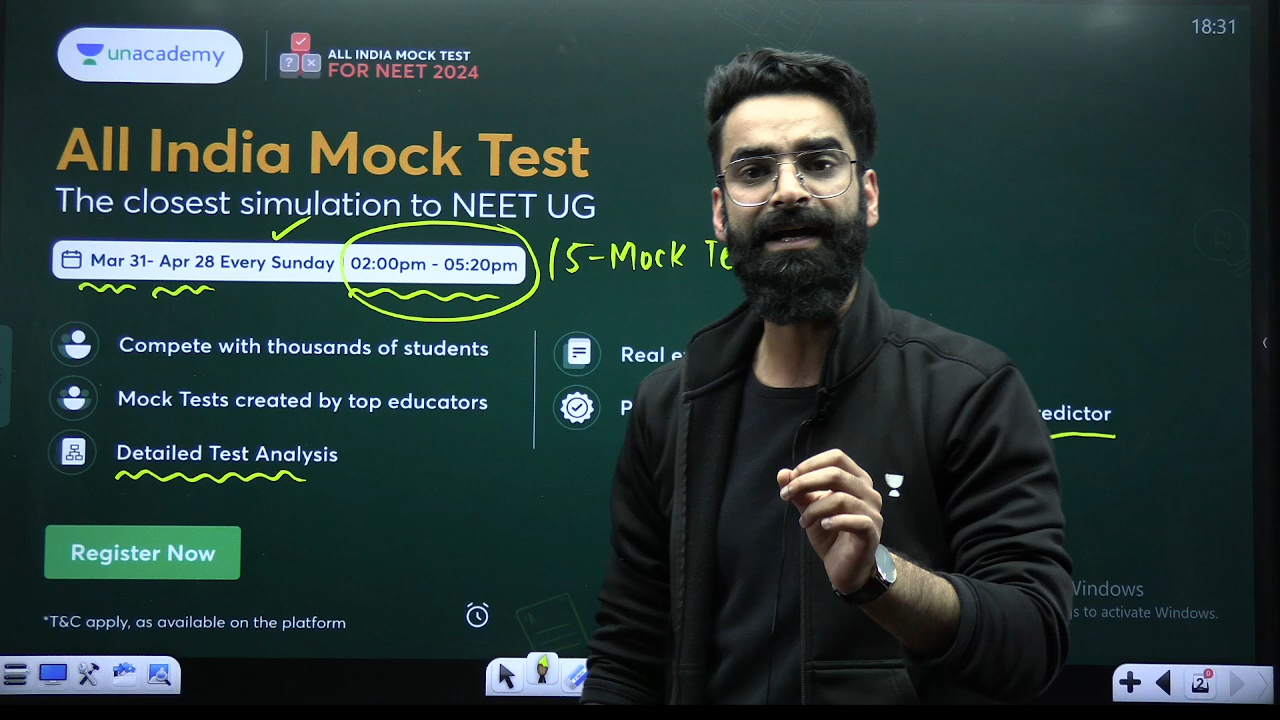 18:31
unacademy
ALL INDIA MOCK TEST
FOR NEET 2024
All India Mock Test
The closest simulation to NEET UG
Mar 31- Apr 28 Every Sunday 02:00pm - 05:20pm
-Mock
Compete with thousands of students
Real
Mock Tests created by top educators
Detailed Test Analysis
Register Now
*T&C apply, as available on the platform
to activate Windows.
2